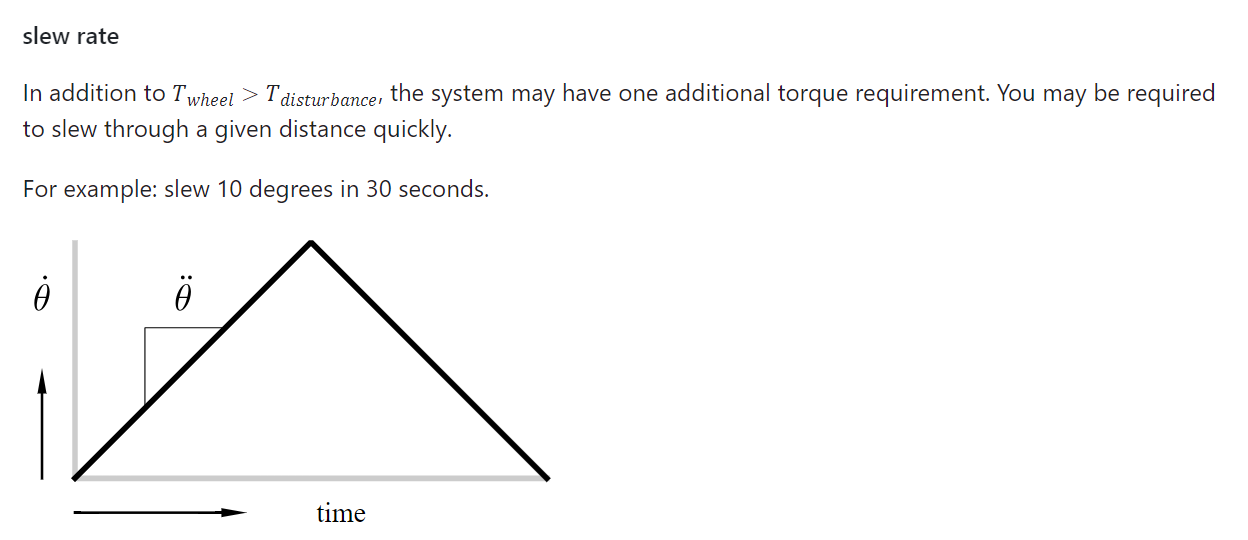 slew rate
In addition to T_wheel > T_disturbance, the system may have one additional torque requirement. You may be required
to slew through a given distance quickly.
For example: slew 10 degrees in 30 seconds.
θ̇
θ̈
time